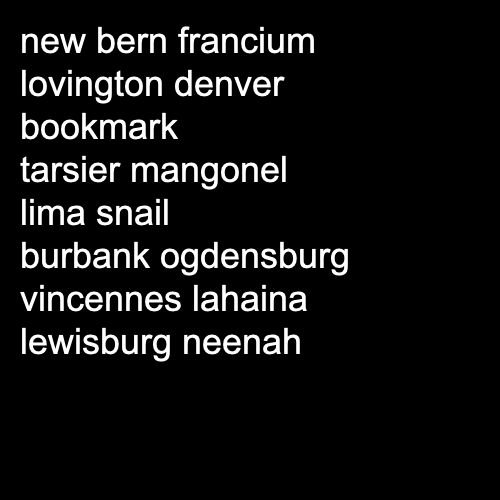 new bern francium
lovington denver
bookmark
tarsier mangonel
lima snail
burbank ogdensburg
vincennes lahaina
lewisburg neenah